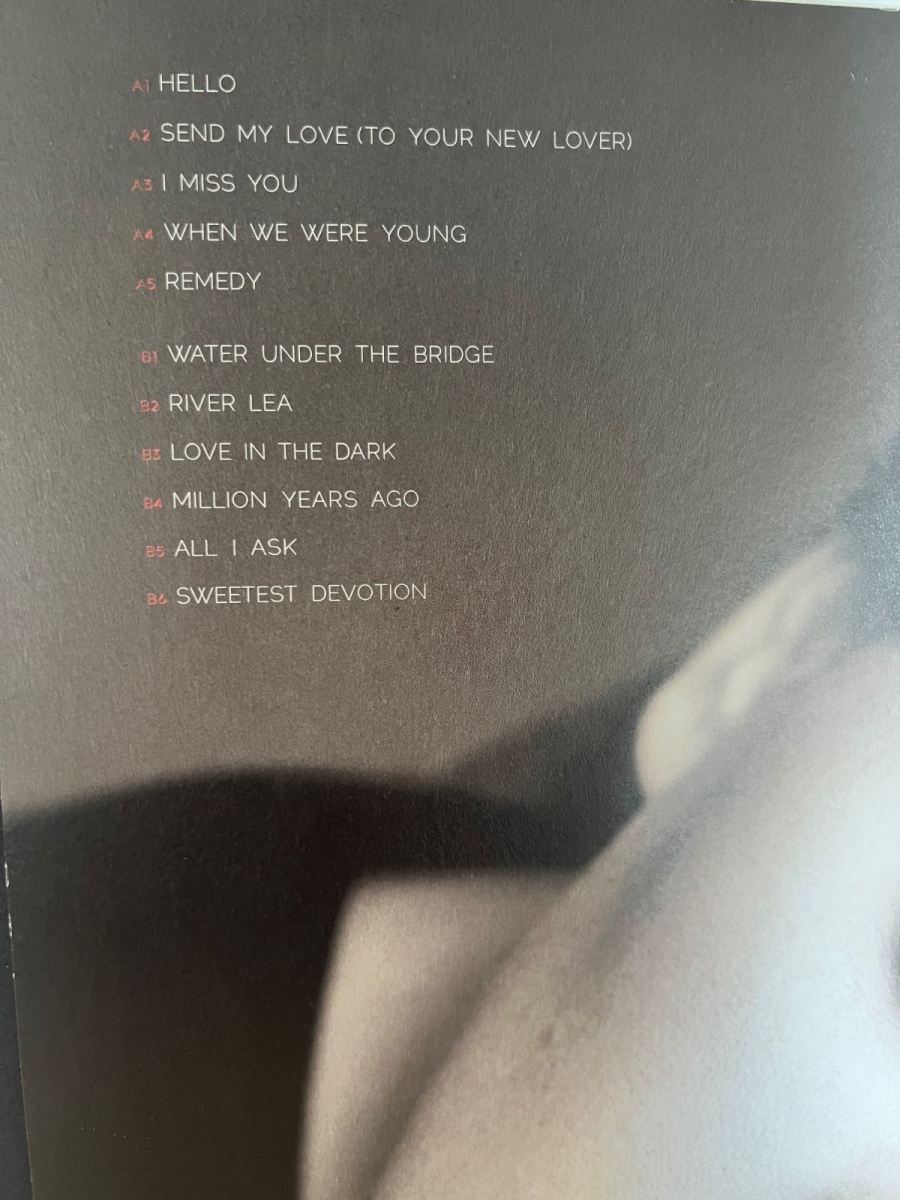 A1 HELLO
A2 SEND MY LOVE (TO YOUR NEW LOVER)
A3 I MISS YOU
A4 WHEN WE WERE YOUNG
A5 REMEDY
B1 WATER UNDER THE BRIDGE
B2 RIVER LEA
B3 LOVE IN THE DARK
B4 MILLION YEARS AGO
B5 ALL I ASK
B6 SWEETEST DEVOTION